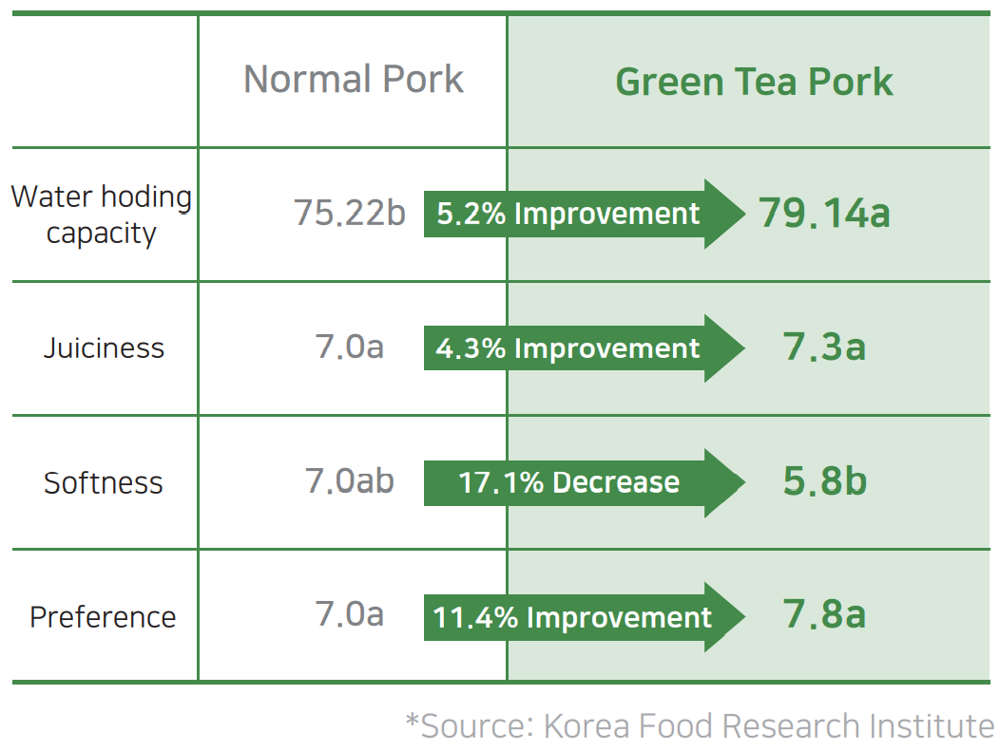 Normal Pork
Green Tea Pork
Water hoding
capacity
75.22b
5.2% Improvement
79.14a
Juiciness
7.0a
4.3% Improvement
7.3a
Softness
7.0ab
17.1% Decrease
5.8b
Preference
7.0a
11.4% Improvement
7.8a
*Source: Korea Food Research Institute